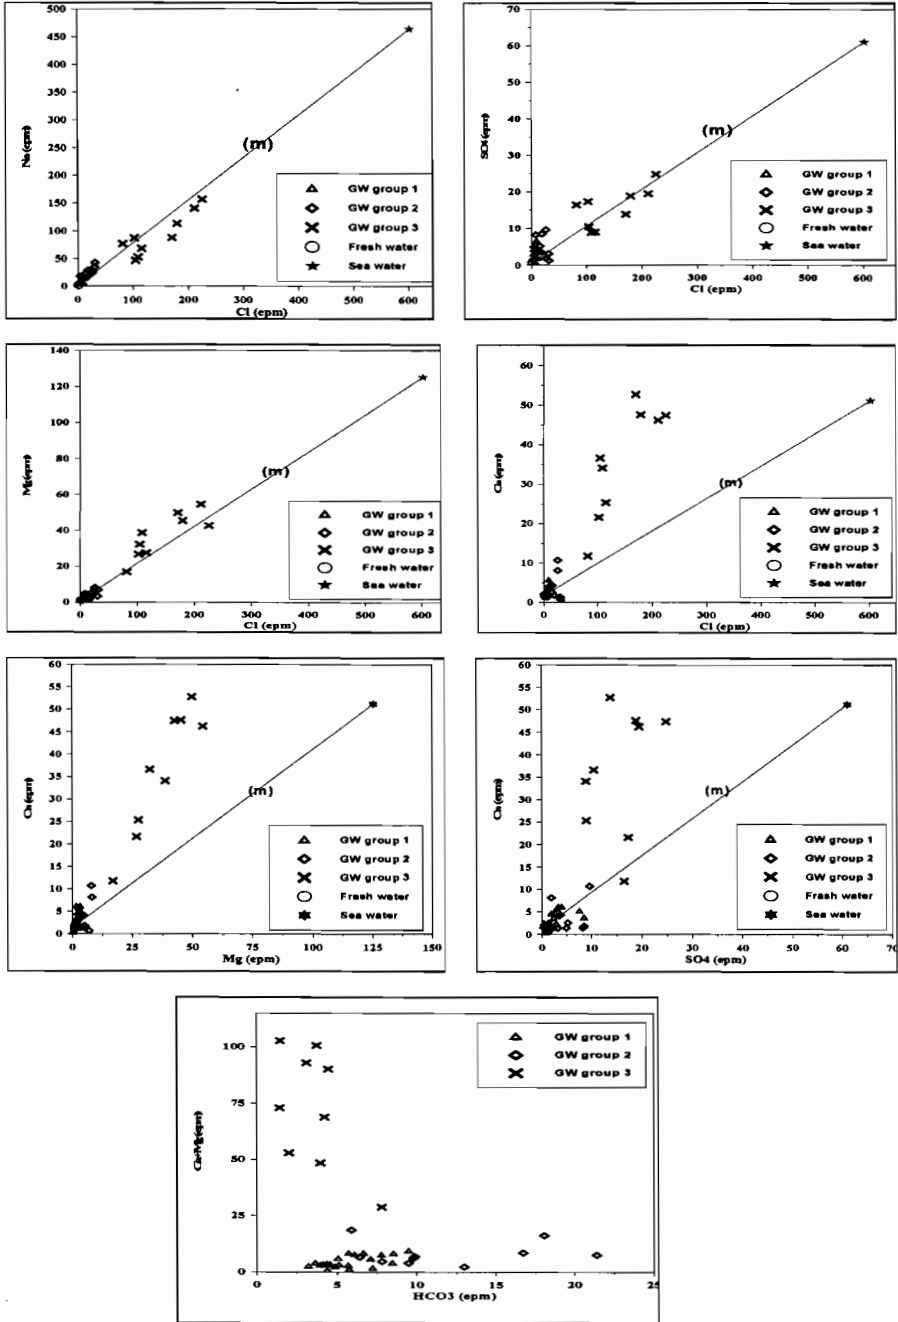 500
450
400
350
300
250
200
150
100
50
0
Na(epm)
(m)
GW group 1
GW group 2
GW group 3
Fresh water
Sea water
0 100 200 300 400 500 600
Cl (epm)
70
60
50
40
30
20
10
0
SO4(epm)
(m)
GW group 1
GW group 2
GW group 3
Fresh water
Sea water
0 100 200 300 400 500 600
Cl (epm)
140
120
100
80
60
40
20
0
Mg(epm)
(m)
GW group 1
GW group 2
GW group 3
Fresh water
Sea water
0 100 200 300 400 500 600
Cl (epm)
60
50
40
30
20
10
0
Ca(epm)
(m)
GW group 1
GW group 2
GW group 3
Fresh water
Sea water
0 100 200 300 400 500 600
Cl (epm)
60
55
50
45
40
35
30
25
20
15
10
5
0
Ca(epm)
(m)
GW group 1
GW group 2
GW group 3
Fresh water
Sea water
0 25 50 75 100 125 150
Mg (epm)
60
55
50
45
40
35
30
25
20
15
10
5
0
Ca(epm)
(m)
GW group 1
GW group 2
GW group 3
Fresh water
Sea water
0 10 20 30 40 50 60 70
SO4 (epm)
100
75
50
25
0
Ca+Mg(epm)
GW group 1
GW group 2
GW group 3
0 5 10 15 20 25
HCO3 (epm)